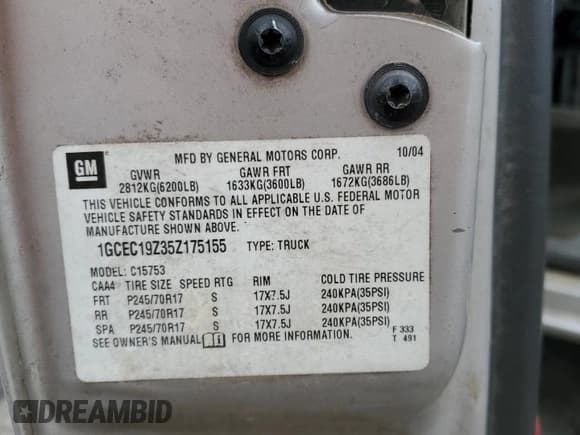 GM
MFD BY GENERAL MOTORS CORP. 10/04
GVWR GAWR FRT GAWR RR
2812KG(6200LB) 1633KG(3600LB) 1672KG(3686LB)
THIS VEHICLE CONFORMS TO ALL APPLICABLE U.S. FEDERAL MOTOR
VEHICLE SAFETY STANDARDS IN EFFECT ON THE DATE OF
MANUFACTURE SHOWN ABOVE.
1GCEC19Z35Z175155 TYPE: TRUCK
MODEL: C15753
CAA4 TIRE SIZE SPEED RTG RIM COLD TIRE PRESSURE
FRT P245/70R17 S 17X7.5J 240KPA(35PSI)
RR P245/70R17 S 17X7.5J 240KPA(35PSI)
SPA P245/70R17 S 17X7.5J 240KPA(35PSI)
SEE OWNER'S MANUAL FOR MORE INFORMATION.
F 333
T 491
DREAMBID